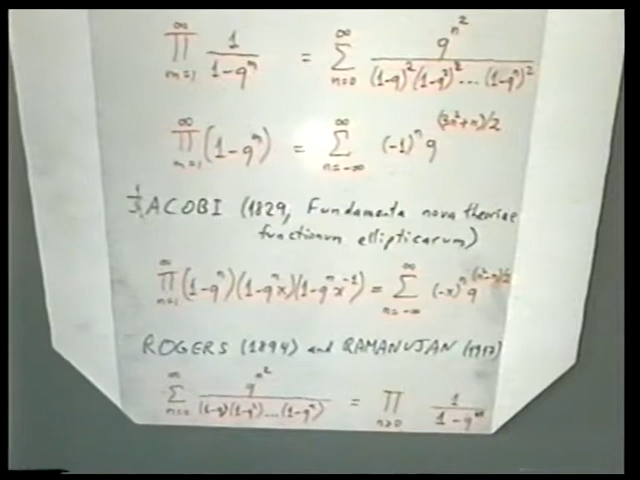 ∏_{n=1}^{∞} 1/(1-q^n) = ∑_{n=0}^{∞} q^{n^2}/((1-q)^2(1-q^2)^2...(1-q^n)^2)
∏_{n=1}^{∞} (1-q^n) = ∑_{n=-∞}^{∞} (-1)^n q^{(3n^2+n)/2}
JACOBI (1829, Fundamenta nova theoriae
functionum ellipticarum)
∏_{n=1}^{∞} (1-q^n)(1-q^n x)(1-q^n x^{-1}) = ∑_{n=-∞}^{∞} (-x)^n q^{(n^2-n)/2}
ROGERS (1894) and RAMANUJAN (1917)
∑_{n=0}^{∞} q^{n^2}/((1-q)(1-q^2)...(1-q^n)) = ∏_{n>0} 1/(1-q^n)